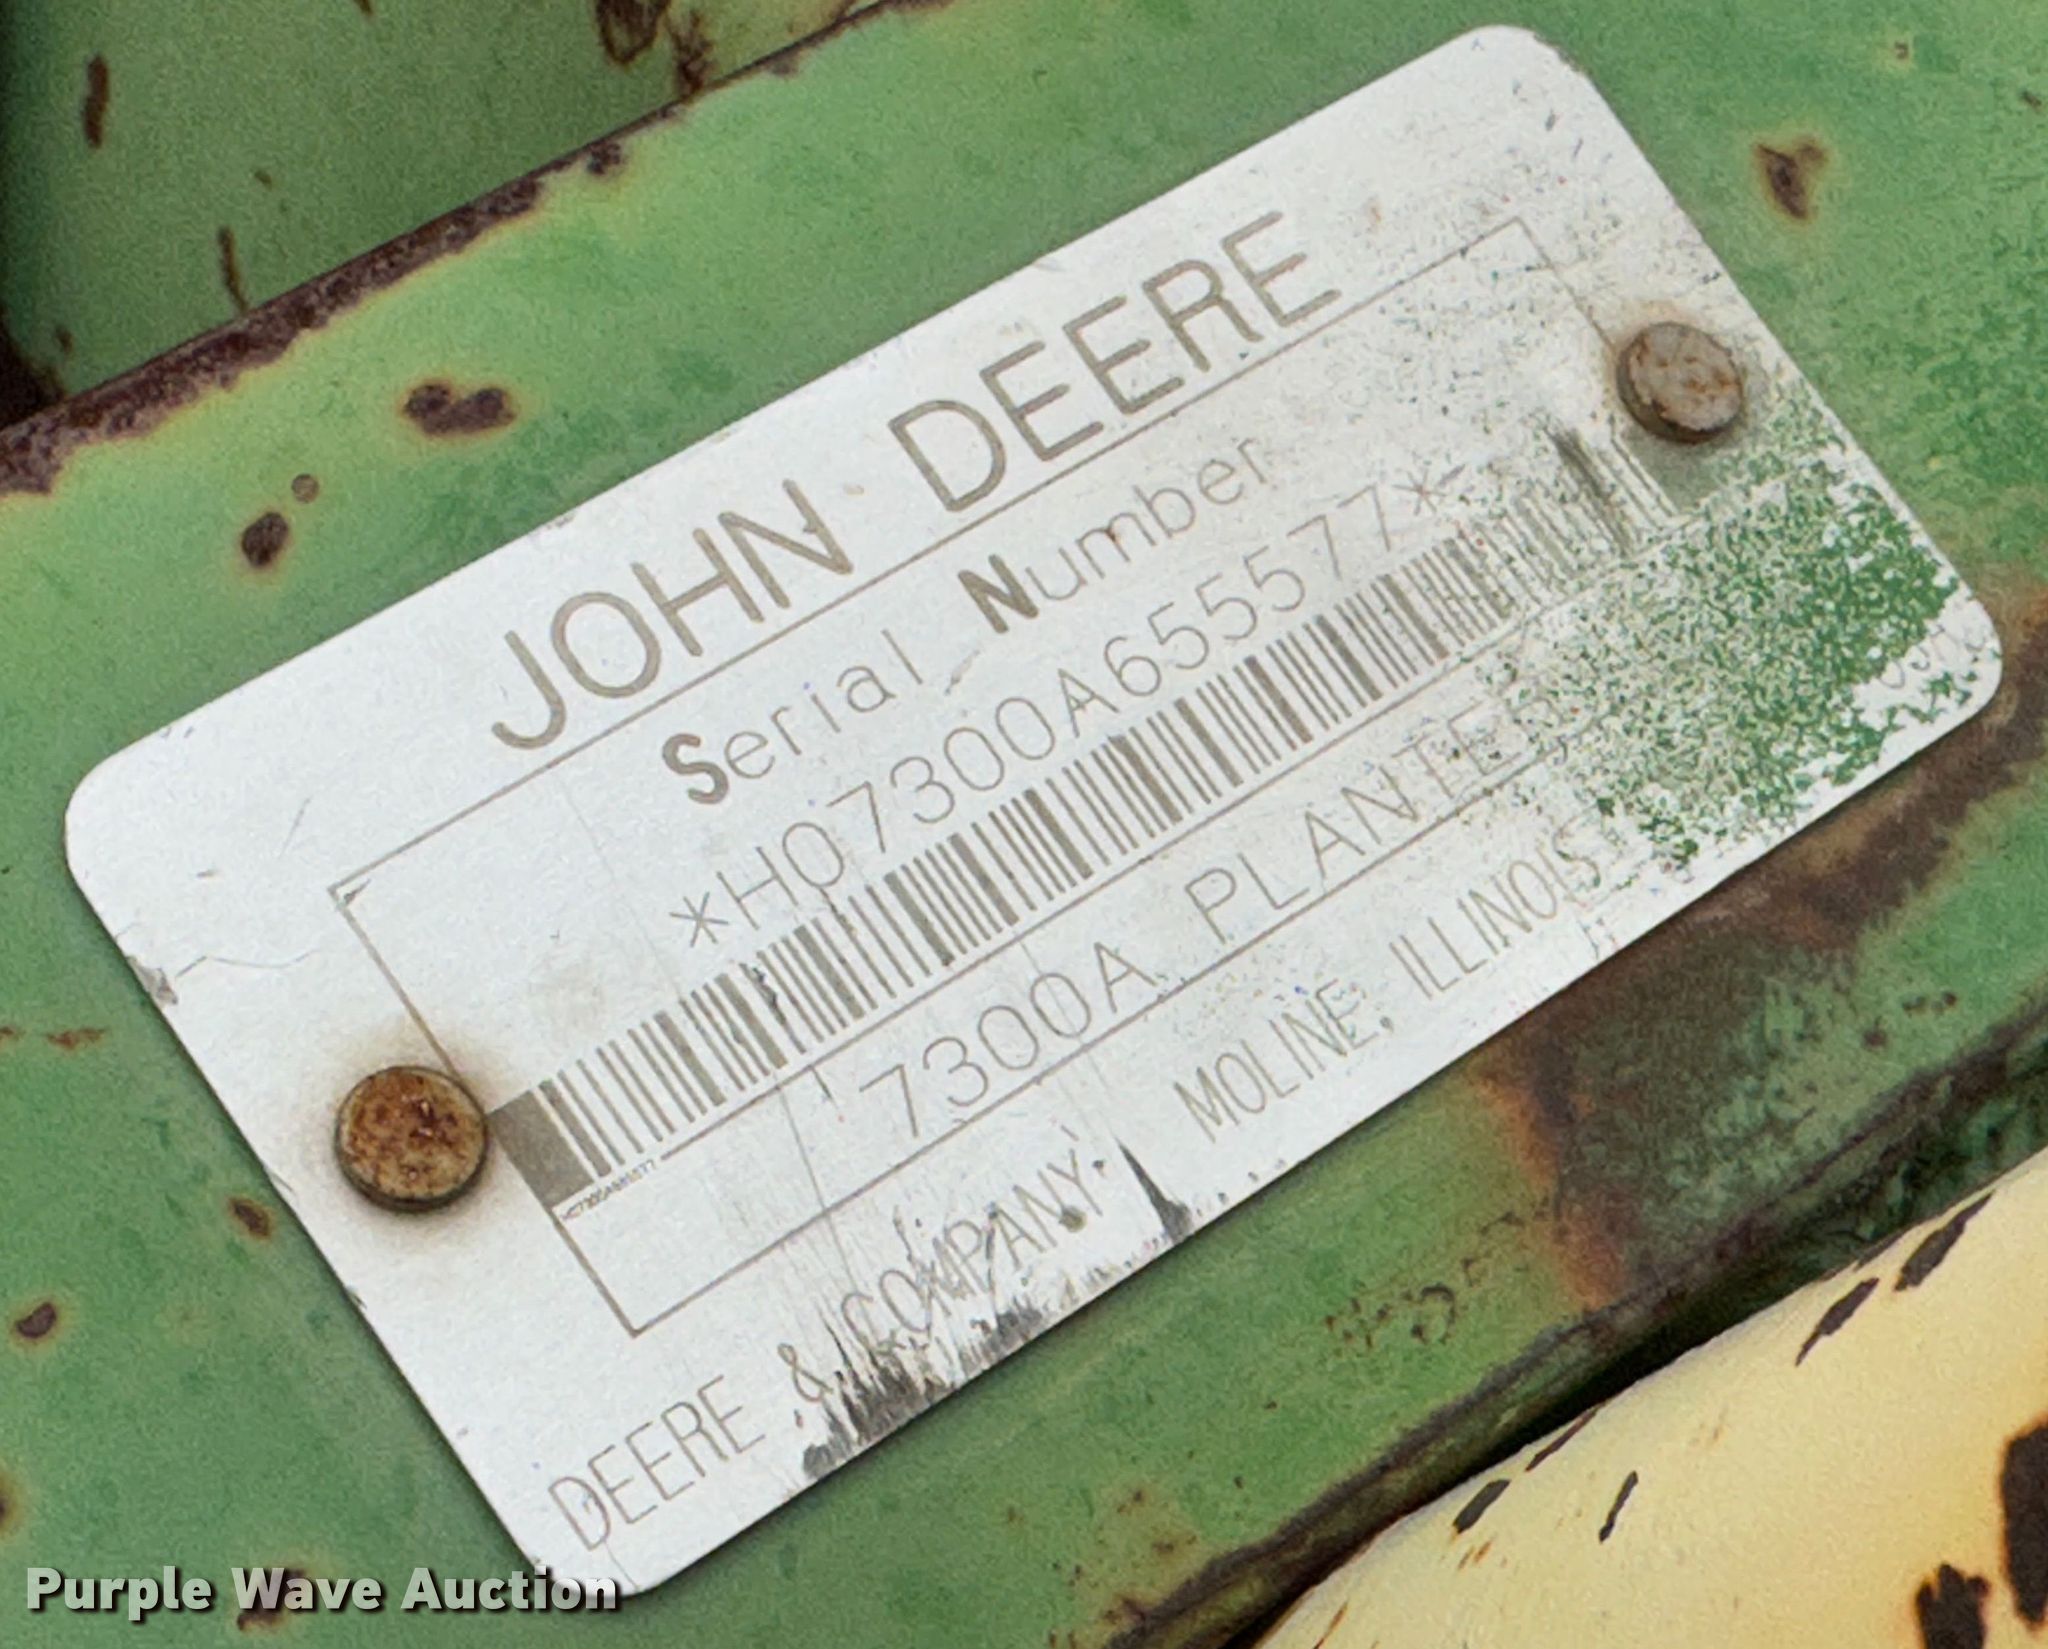 JOHN DEERE
Serial Number
*H07300A655577*
7300A PLANTER
DEERE & COMPANY. MOLINE, ILLINOIS
Purple Wave Auction